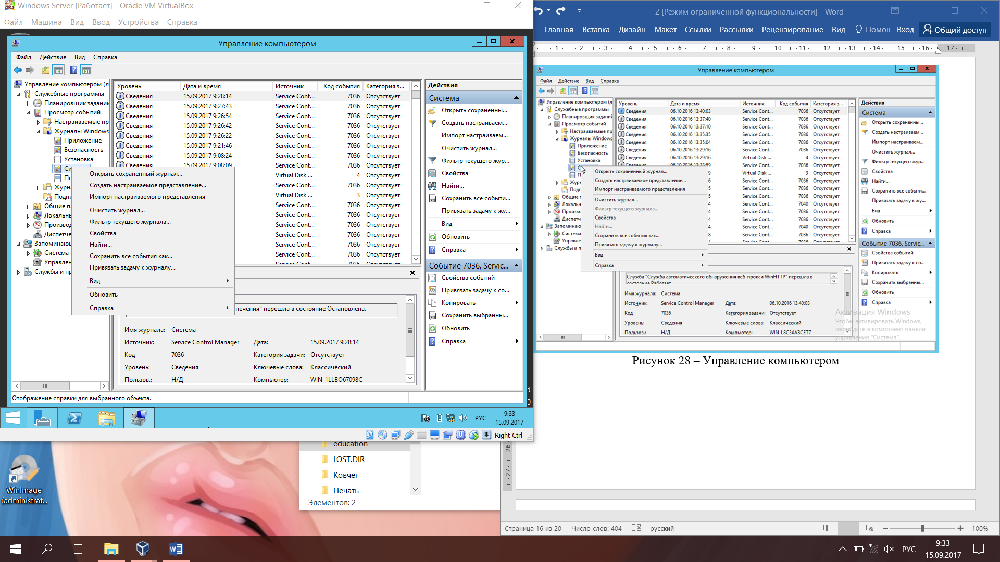 Windows Server [Работает] - Oracle VM VirtualBox
Файл Машина Вид Ввод Устройства Справка
Управление компьютером
Файл Действие Вид Справка
Управление компьютером (л
Служебные программы
Планировщик заданий
Просмотр событий
Настраиваемые пр
Журналы Windows
Приложение
Безопасность
Установка
Подпи
Общие па
Локальны
Производ
Диспетче
Запоминаюш
Система а
Управлен
Службы и пр
Уровень Дата и время Источник Код события Категория з...
Сведения 15.09.2017 9:28:14 Service Cont... 7036 Отсутствует
Сведения 15.09.2017 9:27:43 Service Cont... 7036 Отсутствует
Сведения 15.09.2017 9:26:54 Service Cont... 7036 Отсутствует
Сведения 15.09.2017 9:26:42 Service Cont... 7036 Отсутствует
Сведения 15.09.2017 9:26:22 Service Cont... 7036 Отсутствует
Сведения 15.09.2017 9:21:46 Service Cont... 7036 Отсутствует
Сведения 15.09.2017 9:08:24 Service Cont... 7036 Отсутствует
Сведения 15.09.2017 9:08:09 Service Cont... 7036 Отсутствует
Virtual Disk ... 4 Отсутствует
Service Cont... 7036 Отсутствует
Virtual Disk ... 3 Отсутствует
Service Cont... 7036 Отсутствует
Service Cont... 7036 Отсутствует
Service Cont... 7036 Отсутствует
Service Cont... 7036 Отсутствует
Service Cont... 7036 Отсутствует
Service Cont... 7036 Отсутствует
Открыть сохраненный журнал...
Создать настраиваемое представление...
Импорт настраиваемого представления
Очистить журнал...
Фильтр текущего журнала...
Свойства
Найти...
Сохранить все события как...
Привязать задачу к журналу...
Вид
Обновить
Справка
печения" перешла в состояние Остановлена.
Имя журнала: Система
Источник: Service Control Manager Дата: 15.09.2017 9:28:14
Код 7036 Категория задачи: Отсутствует
Уровень: Сведения Ключевые слова: Классический
Пользов.: Н/Д Компьютер: WIN-1LLBO67098C
Действия
Система
Открыть сохраненны...
Создать настраиваем...
Импорт настраиваем...
Очистить журнал...
Фильтр текущего жур...
Свойства
Найти...
Сохранить все событи...
Привязать задачу к жу...
Вид
Обновить
Справка
Событие 7036, Servic...
Свойства событий
Привязать задачу к со...
Копировать
Сохранить выбранны...
Обновить
Справка
Отображение справки для выбранного объекта.
РУС
9:33
15.09.2017
Right Ctrl
2 [Режим ограниченной функциональности] - Word
Главная Вставка Дизайн Макет Ссылки Рассылки Рецензирование Вид Помощ Вход Общий доступ
1 2 3 4 5 6 7 8 9 10 11 12 13 14 15 16 17
Управление компьютером
Файл Действие Вид Справка
Управление компьютером (л
Служебные программы
Планировщик заданий
Просмотр событий
Настраиваемые пр
Журналы Windows
Приложение
Безопасность
Установка
Подпи
Общие п
Локальн
Произво
Диспетч
Запоминаю
Система
Управле
Службы и п
Уровень Дата и время Источник Код события Категория з...
Сведения 06.10.2016 13:40:03 Service Cont... 7036 Отсутствует
Сведения 06.10.2016 13:37:40 Service Cont... 7036 Отсутствует
Сведения 06.10.2016 13:37:10 Service Cont... 7036 Отсутствует
Сведения 06.10.2016 13:35:35 Service Cont... 7036 Отсутствует
Сведения 06.10.2016 13:35:04 Service Cont... 7036 Отсутствует
Сведения 06.10.2016 13:29:16 Service Cont... 7036 Отсутствует
Сведения 06.10.2016 13:29:16 Virtual Disk ... 4 Отсутствует
Сведения 06.10.2016 13:28:59 Service Cont... 7036 Отсутствует
Virtual Disk ... 3 Отсутствует
Service Cont... 7036 Отсутствует
Service Cont... 7036 Отсутствует
Service Cont... 7036 Отсутствует
Service Cont... 7040 Отсутствует
Service Cont... 7036 Отсутствует
Service Cont... 7036 Отсутствует
Service Cont... 7040 Отсутствует
Service Cont... 7036 Отсутствует
Открыть сохраненный журнал...
Создать настраиваемое представление...
Импорт настраиваемого представления
Очистить журнал...
Фильтр текущего журнала...
Свойства
Найти...
Сохранить все события как...
Привязать задачу к журналу...
Вид
Справка
Служба "Служба автоматического обнаружения веб-прокси WinHTTP" перешла в
состояние Работает.
Имя журнала: Система
Источник: Service Control Manager Дата: 06.10.2016 13:40:03
Код 7036 Категория задачи: Отсутствует
Уровень: Сведения Ключевые слова: Классический
Пользов.: Н/Д Компьютер: WIN-L8C3AV8CET7
Действия
Система
Открыть сохраненны...
Создать настраиваем...
Импорт настраиваем...
Очистить журнал...
Фильтр текущего жур...
Свойства
Найти...
Сохранить все событи...
Привязать задачу к жу...
Вид
Обновить
Справка
Событие 7036, Servic...
Свойства событий
Привязать задачу к со...
Копировать
Сохранить выбранны...
Обновить
Справка
Активация Windows
Чтобы активировать Windows,
перейдите в компонент панели
управления "Система".
Рисунок 28 – Управление компьютером
26
27
Страница 16 из 20 Число слов: 404 русский 100%
education
LOST.DIR
Ковчег
Печать
Элементов: 2
WinImage
(administrat...
РУС
9:33
15.09.2017